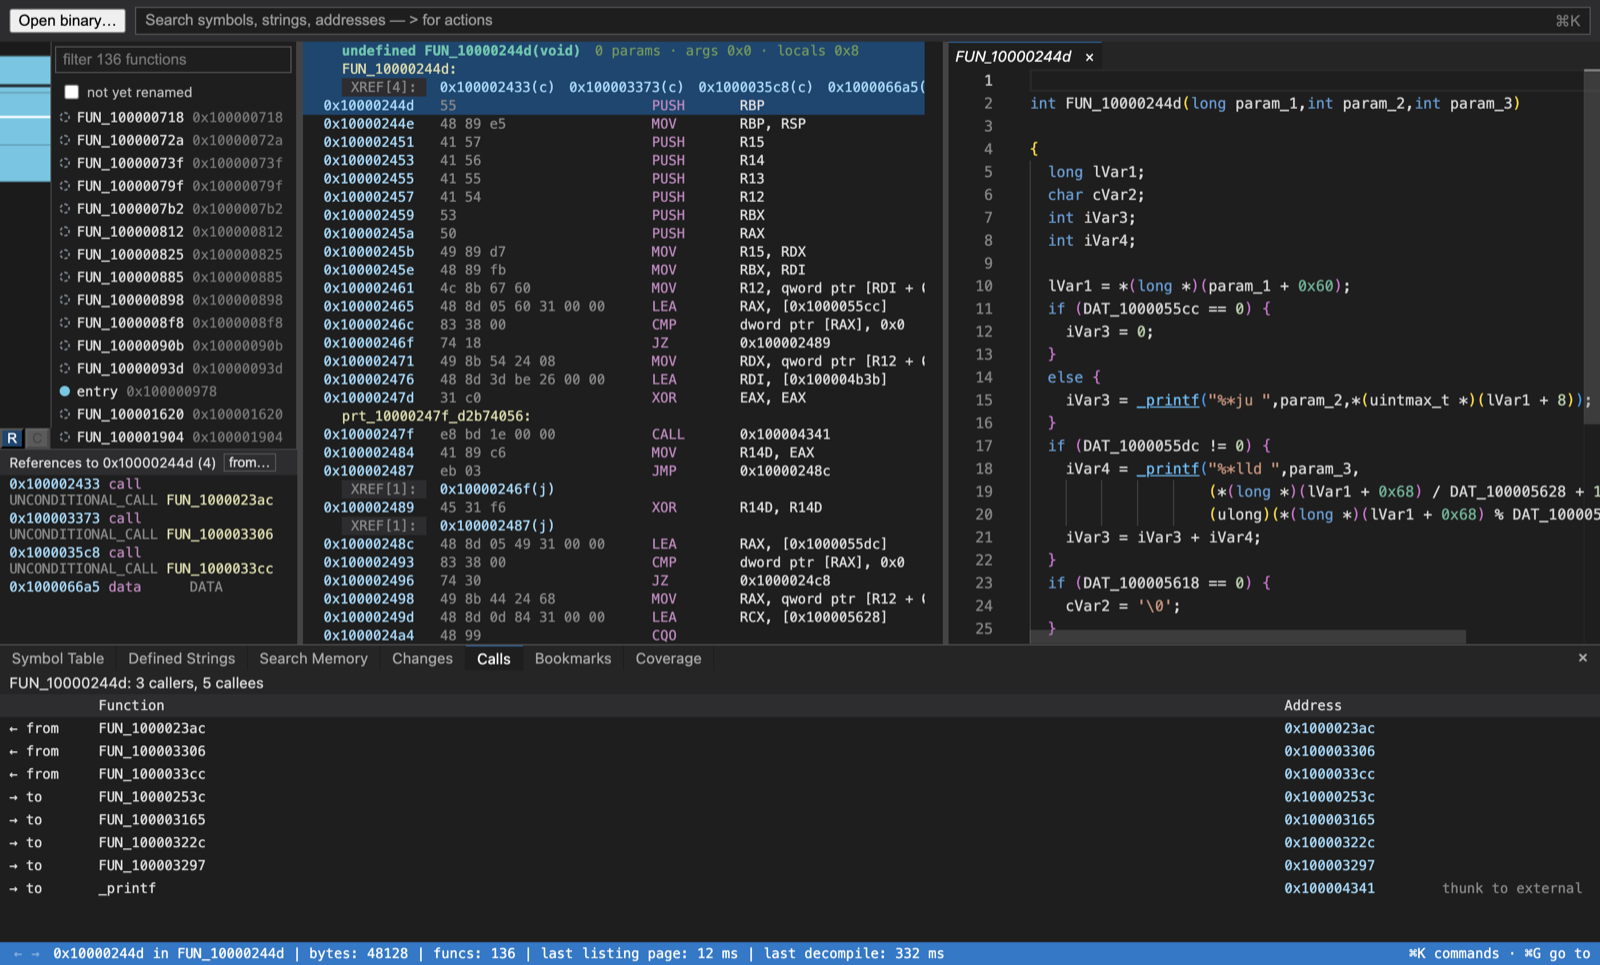 Open binary…
Search symbols, strings, addresses — > for actions
⌘K
filter 136 functions
not yet renamed
FUN_100000718 0x100000718
FUN_10000072a 0x10000072a
FUN_10000073f 0x10000073f
FUN_10000079f 0x10000079f
FUN_1000007b2 0x1000007b2
FUN_100000812 0x100000812
FUN_100000825 0x100000825
FUN_100000885 0x100000885
FUN_100000898 0x100000898
FUN_1000008f8 0x1000008f8
FUN_10000090b 0x10000090b
FUN_10000093d 0x10000093d
entry 0x100000978
FUN_100001620 0x100001620
FUN_100001904 0x100001904
R C
References to 0x10000244d (4) from…
0x100002433 call
UNCONDITIONAL_CALL FUN_1000023ac
0x100003373 call
UNCONDITIONAL_CALL FUN_100003306
0x1000035c8 call
UNCONDITIONAL_CALL FUN_1000033cc
0x1000066a5 data DATA
undefined FUN_10000244d(void) 0 params · args 0x0 · locals 0x8
FUN_10000244d:
XREF[4]: 0x100002433(c) 0x100003373(c) 0x1000035c8(c) 0x1000066a5(
0x10000244d 55 PUSH RBP
0x10000244e 48 89 e5 MOV RBP, RSP
0x100002451 41 57 PUSH R15
0x100002453 41 56 PUSH R14
0x100002455 41 55 PUSH R13
0x100002457 41 54 PUSH R12
0x100002459 53 PUSH RBX
0x10000245a 50 PUSH RAX
0x10000245b 49 89 d7 MOV R15, RDX
0x10000245e 48 89 fb MOV RBX, RDI
0x100002461 4c 8b 67 60 MOV R12, qword ptr [RDI + 
0x100002465 48 8d 05 60 31 00 00 LEA RAX, [0x1000055cc]
0x10000246c 83 38 00 CMP dword ptr [RAX], 0x0
0x10000246f 74 18 JZ 0x100002489
0x100002471 49 8b 54 24 08 MOV RDX, qword ptr [R12 + 
0x100002476 48 8d 3d be 26 00 00 LEA RDI, [0x100004b3b]
0x10000247d 31 c0 XOR EAX, EAX
prt_10000247f_d2b74056:
0x10000247f e8 bd 1e 00 00 CALL 0x100004341
0x100002484 41 89 c6 MOV R14D, EAX
0x100002487 eb 03 JMP 0x10000248c
XREF[1]: 0x10000246f(j)
0x100002489 45 31 f6 XOR R14D, R14D
XREF[1]: 0x100002487(j)
0x10000248c 48 8d 05 49 31 00 00 LEA RAX, [0x1000055dc]
0x100002493 83 38 00 CMP dword ptr [RAX], 0x0
0x100002496 74 30 JZ 0x1000024c8
0x100002498 49 8b 44 24 68 MOV RAX, qword ptr [R12 + 
0x10000249d 48 8d 0d 84 31 00 00 LEA RCX, [0x100005628]
0x1000024a4 48 99 CQO
FUN_10000244d ×
1
2 int FUN_10000244d(long param_1,int param_2,int param_3)
3
4 {
5 long lVar1;
6 char cVar2;
7 int iVar3;
8 int iVar4;
9
10 lVar1 = *(long *)(param_1 + 0x60);
11 if (DAT_1000055cc == 0) {
12 iVar3 = 0;
13 }
14 else {
15 iVar3 = _printf("%*ju ",param_2,*(uintmax_t *)(lVar1 + 8));
16 }
17 if (DAT_1000055dc != 0) {
18 iVar4 = _printf("%*lld ",param_3,
19 (*(long *)(lVar1 + 0x68) / DAT_100005628 + 1
20 (ulong)(*(long *)(lVar1 + 0x68) % DAT_100005
21 iVar3 = iVar3 + iVar4;
22 }
23 if (DAT_100005618 == 0) {
24 cVar2 = '\0';
25 }
Symbol Table Defined Strings Search Memory Changes Calls Bookmarks Coverage ×
FUN_10000244d: 3 callers, 5 callees
Function Address
← from FUN_1000023ac 0x1000023ac
← from FUN_100003306 0x100003306
← from FUN_1000033cc 0x1000033cc
→ to FUN_10000253c 0x10000253c
→ to FUN_100003165 0x100003165
→ to FUN_10000322c 0x10000322c
→ to FUN_100003297 0x100003297
→ to _printf 0x100004341 thunk to external
← → 0x10000244d in FUN_10000244d | bytes: 48128 | funcs: 136 | last listing page: 12 ms | last decompile: 332 ms ⌘K commands · ⌘G go to